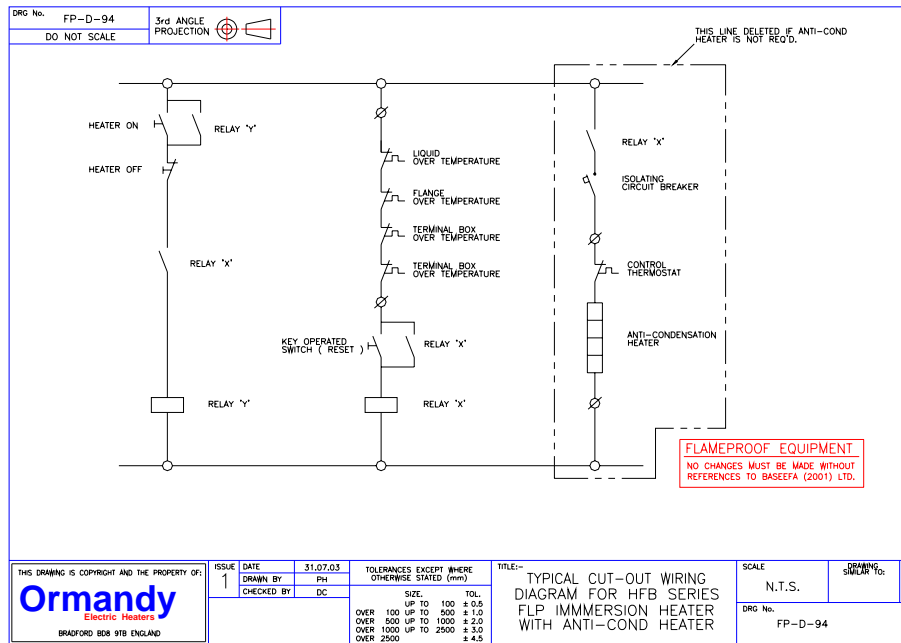 DRG No. FP-D-94
DO NOT SCALE
3rd ANGLE
PROJECTION
THIS LINE DELETED IF ANTI-COND
HEATER IS NOT REQ'D.
HEATER ON
RELAY 'Y'
HEATER OFF
RELAY 'X'
RELAY 'Y'
LIQUID
OVER TEMPERATURE
FLANGE
OVER TEMPERATURE
TERMINAL BOX
OVER TEMPERATURE
TERMINAL BOX
OVER TEMPERATURE
KEY OPERATED
SWITCH ( RESET )
RELAY 'X'
RELAY 'X'
RELAY 'X'
ISOLATING
CIRCUIT BREAKER
CONTROL
THERMOSTAT
ANTI-CONDENSATION
HEATER
FLAMEPROOF EQUIPMENT
NO CHANGES MUST BE MADE WITHOUT
REFERENCES TO BASEEFA (2001) LTD.
THIS DRAWING IS COPYRIGHT AND THE PROPERTY OF:
Ormandy
Electric Heaters
BRADFORD BD8 9TB ENGLAND
ISSUE
1
DATE 31.07.03
DRAWN BY PH
CHECKED BY DC
TOLERANCES EXCEPT WHERE
OTHERWISE STATED (mm)
SIZE. TOL.
UP TO 100 ± 0.5
OVER 100 UP TO 500 ± 1.0
OVER 500 UP TO 1000 ± 2.0
OVER 1000 UP TO 2500 ± 3.0
OVER 2500 ± 4.5
TITLE:-
TYPICAL CUT-OUT WIRING
DIAGRAM FOR HFB SERIES
FLP IMMMERSION HEATER
WITH ANTI-COND HEATER
SCALE
N.T.S.
DRAWING
SIMILAR TO:
DRG No.
FP-D-94